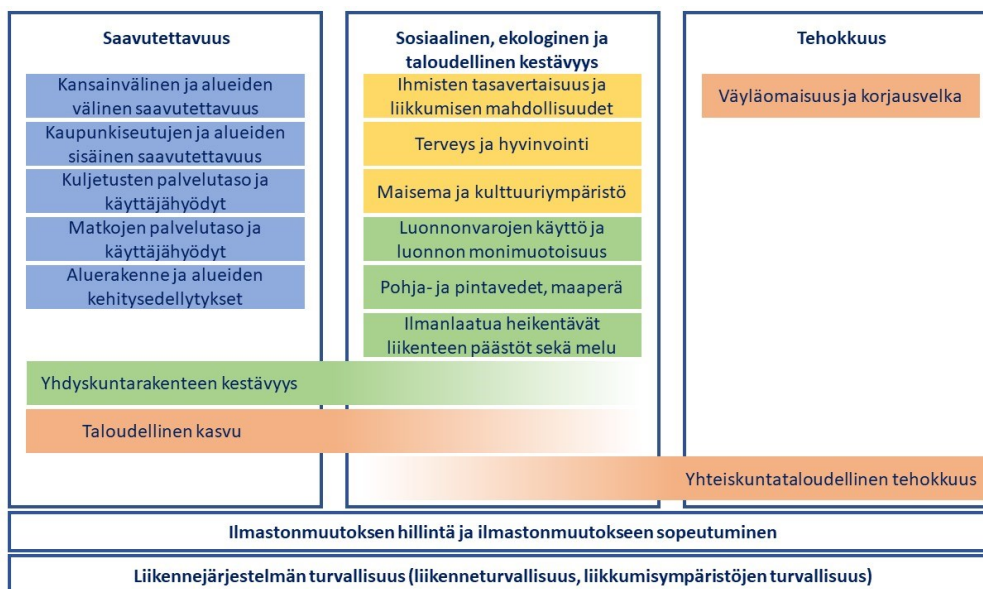 Saavutettavuus
Kansainvälinen ja alueiden
välinen saavutettavuus
Kaupunkiseutujen ja alueiden
sisäinen saavutettavuus
Kuljetusten palvelutaso ja
käyttäjähyödyt
Matkojen palvelutaso ja
käyttäjähyödyt
Aluerakenne ja alueiden
kehitysedellytykset
Sosiaalinen, ekologinen ja
taloudellinen kestävyys
Ihmisten tasavertaisuus ja
liikkumisen mahdollisuudet
Terveys ja hyvinvointi
Maisema ja kulttuuriympäristö
Luonnonvarojen käyttö ja
luonnon monimuotoisuus
Pohja- ja pintavedet, maaperä
Ilmanlaatua heikentävät
liikenteen päästöt sekä melu
Tehokkuus
Väyläomaisuus ja korjausvelka
Yhdyskuntarakenteen kestävyys
Taloudellinen kasvu
Yhteiskuntataloudellinen tehokkuus
Ilmastonmuutoksen hillintä ja ilmastonmuutokseen sopeutuminen
Liikennejärjestelmän turvallisuus (liikenneturvallisuus, liikkumisympäristöjen turvallisuus)